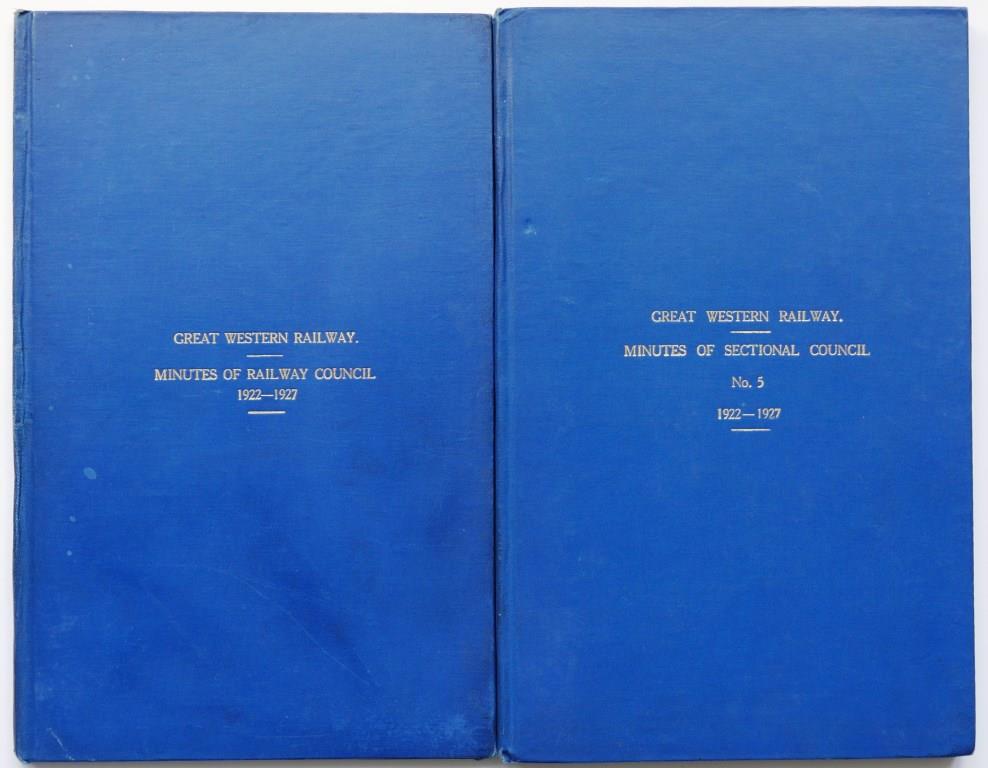 GREAT WESTERN RAILWAY.
MINUTES OF RAILWAY COUNCIL
1922—1927
GREAT WESTERN RAILWAY.
MINUTES OF SECTIONAL COUNCIL
No. 5
1922—1927